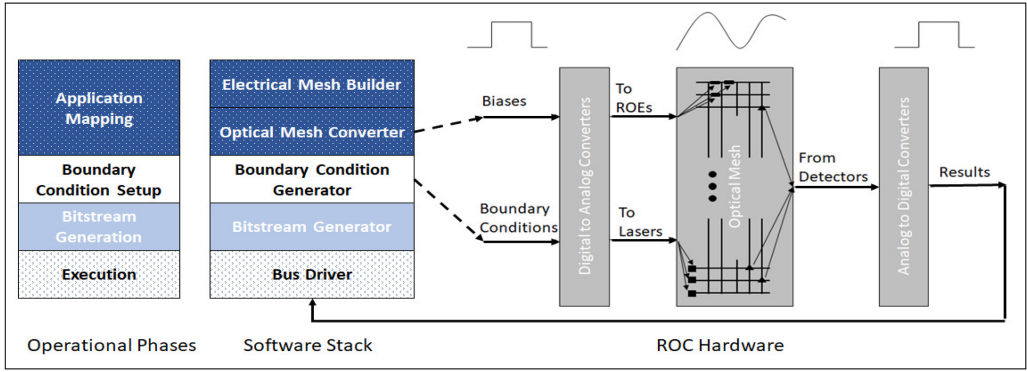 Application
Mapping
Boundary
Condition Setup
Bitstream
Generation
Execution
Operational Phases
Electrical Mesh Builder
Optical Mesh Converter
Boundary Condition
Generator
Bitstream Generator
Bus Driver
Software Stack
Biases
Boundary
Conditions
Digital to Analog Converters
To
ROEs
To
Lasers
Optical Mesh
From
Detectors
Analog to Digital Converters
Results
ROC Hardware